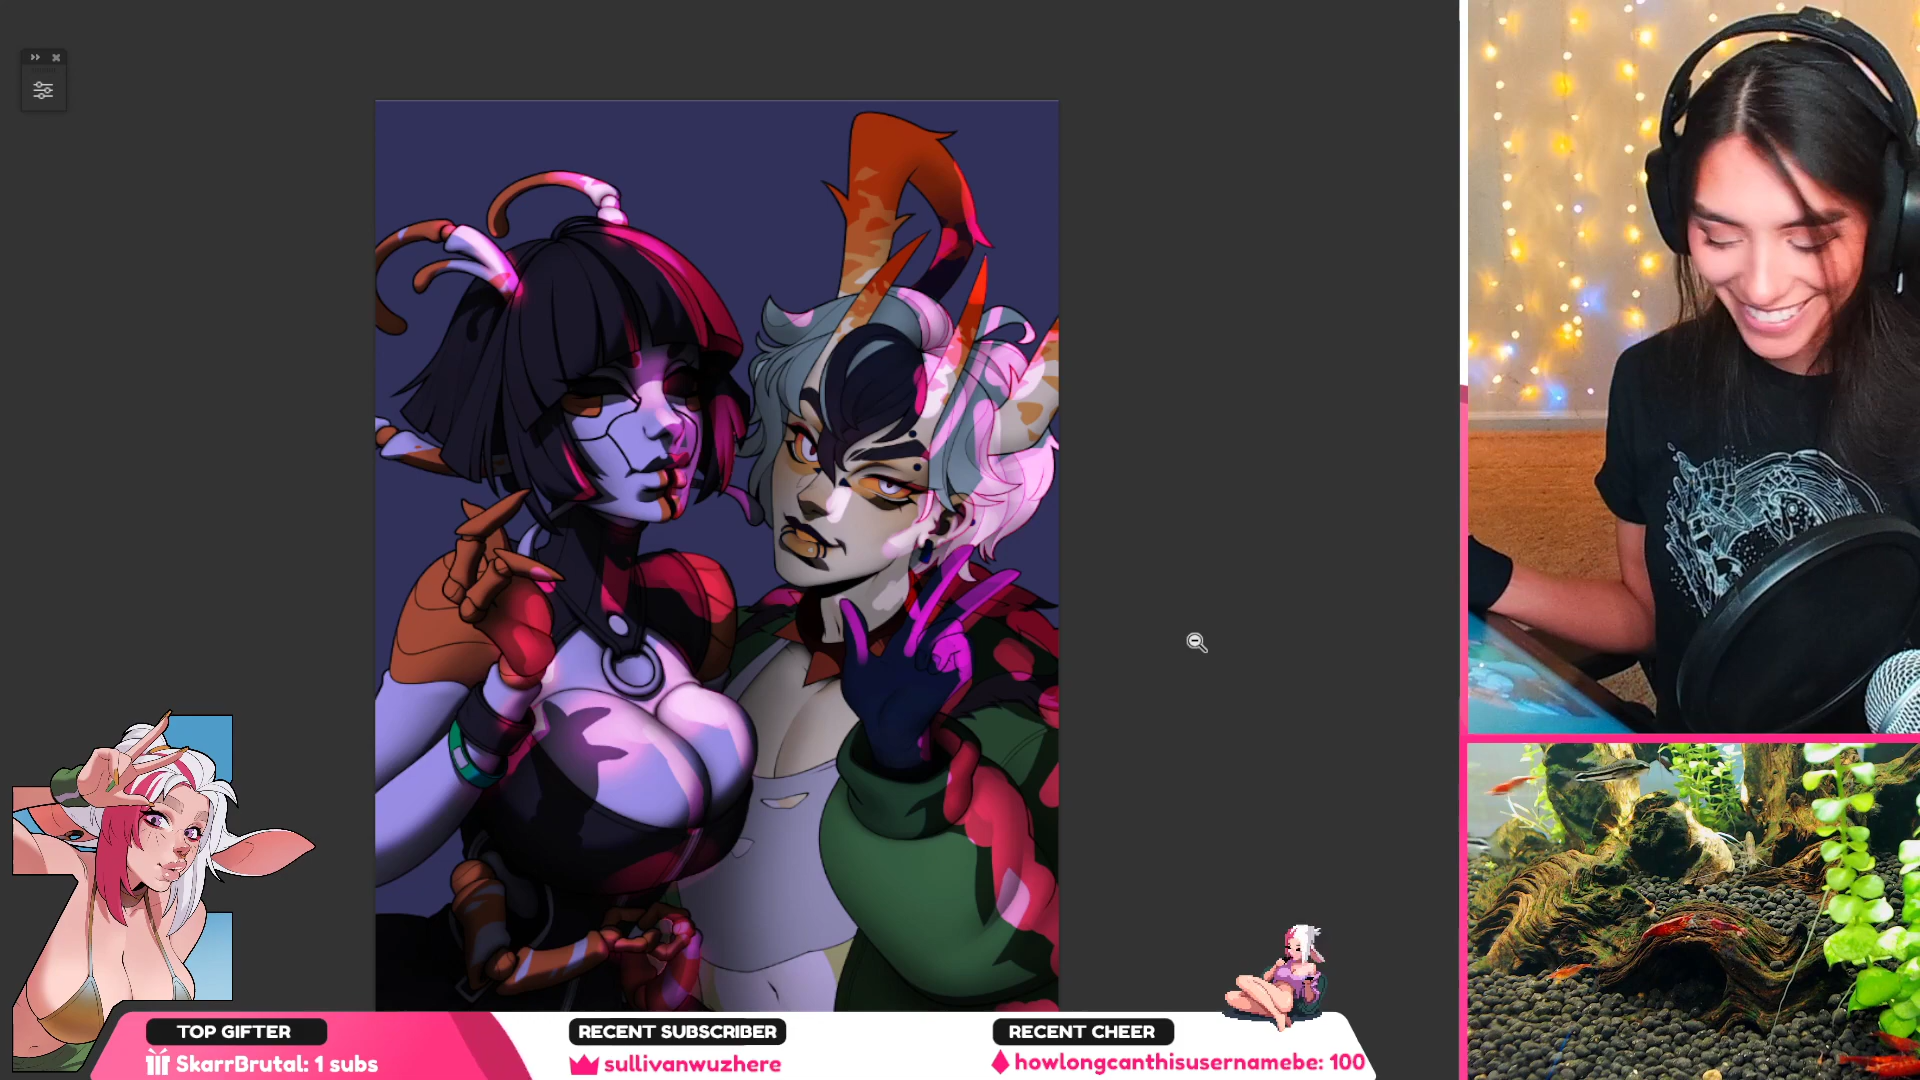 TOP GIFTER
SkarrBrutal: 1 subs
RECENT SUBSCRIBER
sullivanwuzhere
RECENT CHEER
howlongcanthisusernamebe: 100